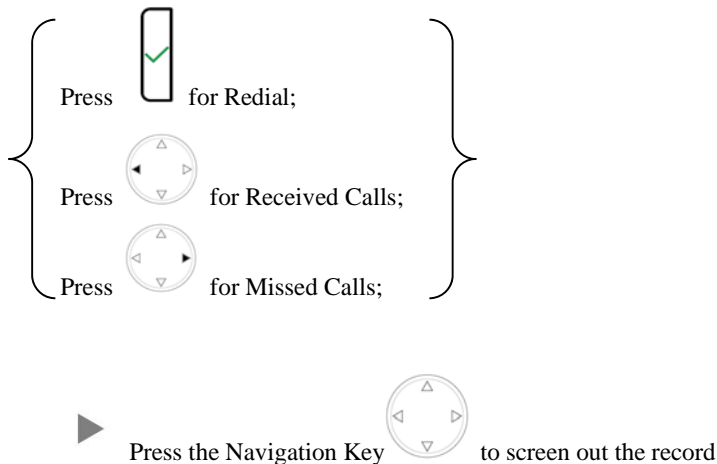 Press for Redial;
Press for Received Calls;
Press for Missed Calls;
Press the Navigation Key to screen out the record